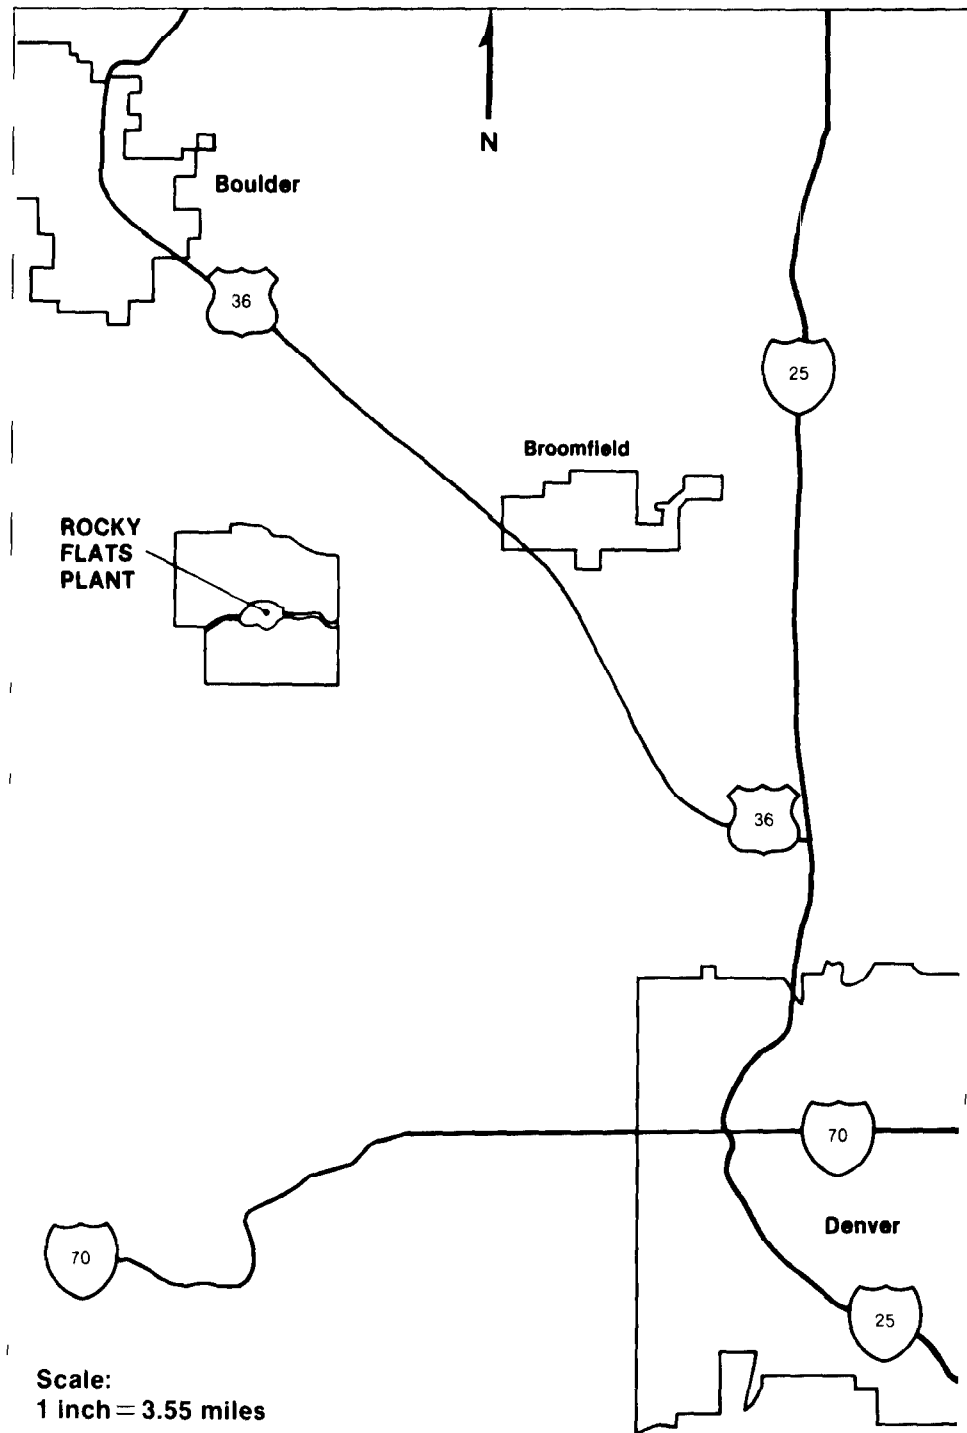 N
Boulder
36
25
Broomfield
ROCKY
FLATS
PLANT
36
70
Denver
70
25
Scale:
1 inch = 3.55 miles